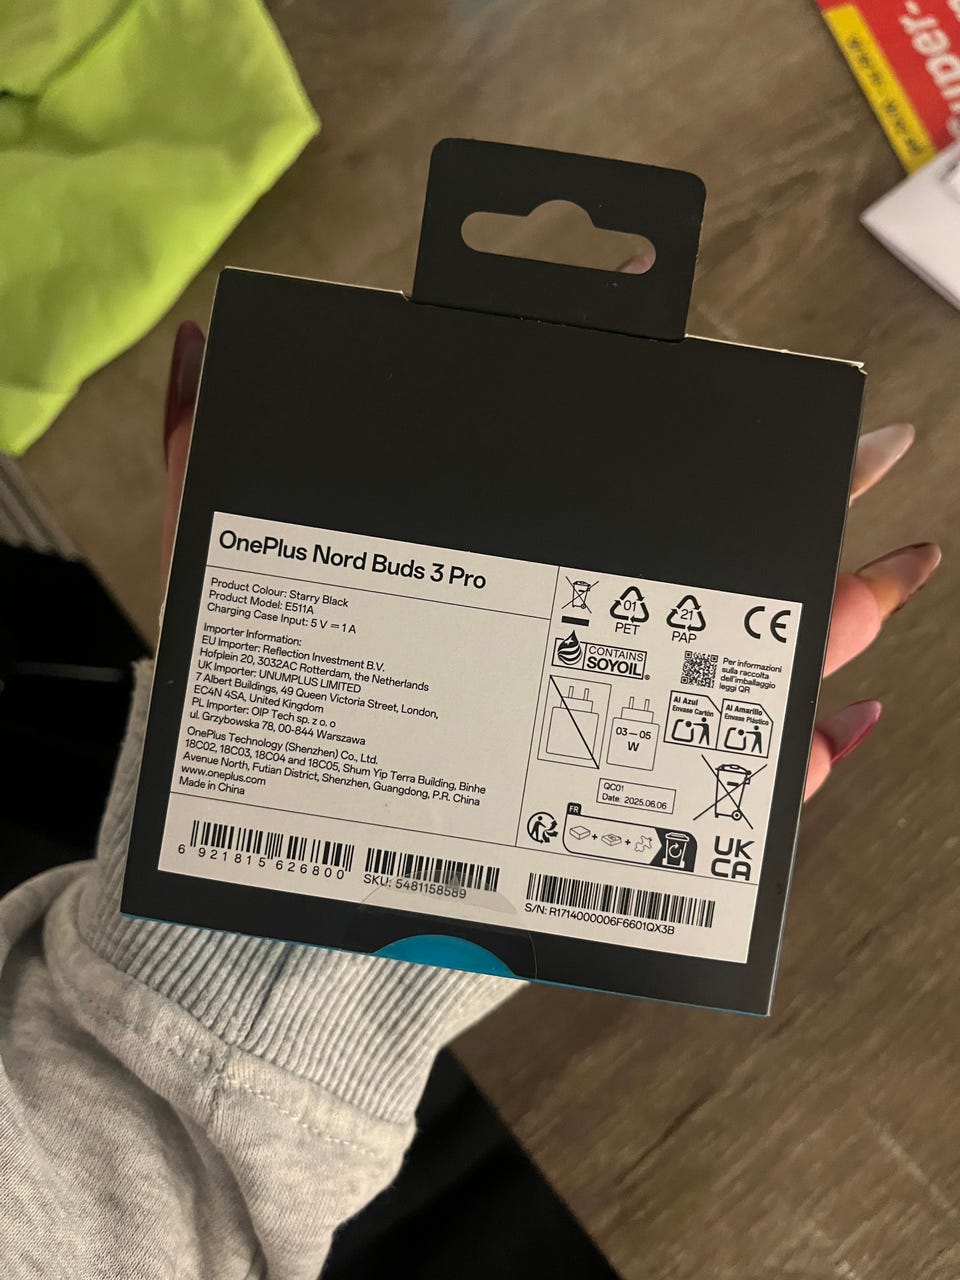 OnePlus Nord Buds 3 Pro
Product Colour: Starry Black
Product Model: E511A
Charging Case Input: 5 V ⎓ 1 A
Importer Information:
EU Importer: Reflection Investment B.V.
Hofplein 20, 3032AC Rotterdam, the Netherlands
UK Importer: UNUMPLUS LIMITED
7 Albert Buildings, 49 Queen Victoria Street, London,
EC4N 4SA, United Kingdom
PL Importer: OIP Tech sp. z o. o
ul. Grzybowska 78, 00-844 Warszawa
OnePlus Technology (Shenzhen) Co., Ltd.
18C02, 18C03, 18C04 and 18C05, Shum Yip Terra Building, Binhe
Avenue North, Futian District, Shenzhen, Guangdong, P.R. China
www.oneplus.com
Made in China
01
PET
21
PAP
CE
CONTAINS
SOYOIL
Per informazioni
sulla raccolta
dell'imballaggio
leggi QR
03 – 05
W
Al Azul
Envase Cartón
Al Amarillo
Envase Plástico
QC01
Date: 2025.06.06
FR
UK
CA
6 921815 626800
SKU: 5481158589
S/N: R1714000006F6601QX3B